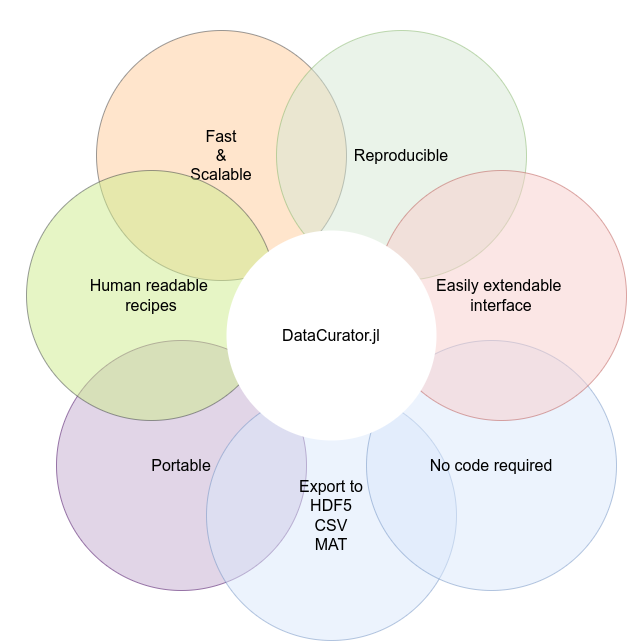 Fast
&
Scalable
Reproducible
Human readable
recipes
Easily extendable
interface
DataCurator.jl
Portable
No code required
Export to
HDF5
CSV
MAT